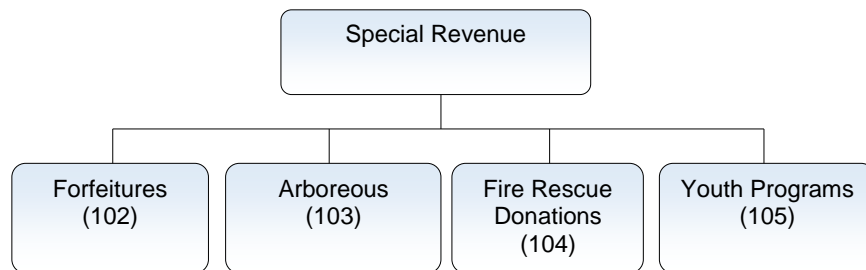 Special Revenue
Forfeitures
(102)
Arboreous
(103)
Fire Rescue
Donations
(104)
Youth Programs
(105)